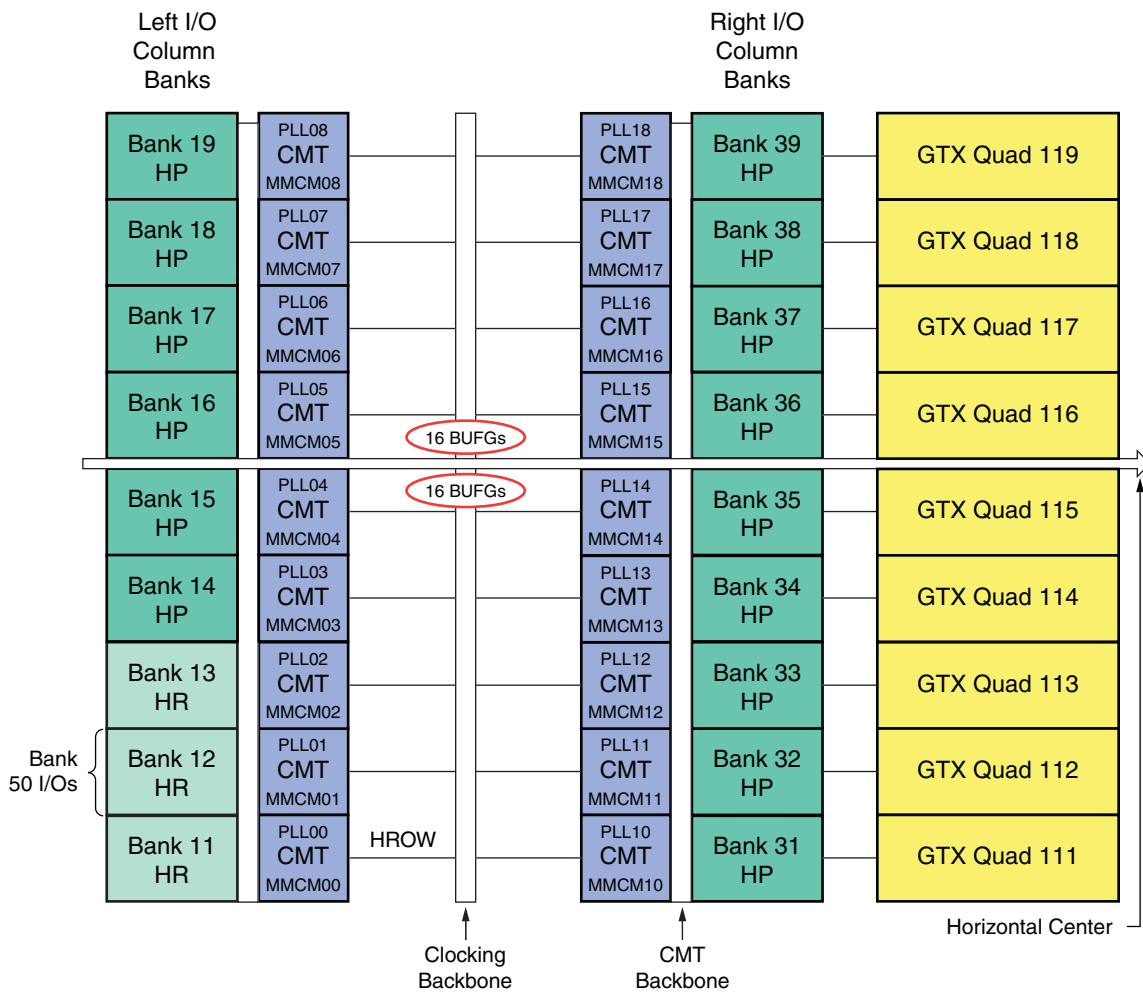 Left I/O
Column
Banks
Right I/O
Column
Banks
Bank 19
HP
PLL08
CMT
MMCM08
PLL18
CMT
MMCM18
Bank 39
HP
GTX Quad 119
Bank 18
HP
PLL07
CMT
MMCM07
PLL17
CMT
MMCM17
Bank 38
HP
GTX Quad 118
Bank 17
HP
PLL06
CMT
MMCM06
PLL16
CMT
MMCM16
Bank 37
HP
GTX Quad 117
Bank 16
HP
PLL05
CMT
MMCM05
16 BUFGs
PLL15
CMT
MMCM15
Bank 36
HP
GTX Quad 116
Bank 15
HP
PLL04
CMT
MMCM04
16 BUFGs
PLL14
CMT
MMCM14
Bank 35
HP
GTX Quad 115
Bank 14
HP
PLL03
CMT
MMCM03
PLL13
CMT
MMCM13
Bank 34
HP
GTX Quad 114
Bank 13
HR
PLL02
CMT
MMCM02
PLL12
CMT
MMCM12
Bank 33
HP
GTX Quad 113
Bank
50 I/Os
Bank 12
HR
PLL01
CMT
MMCM01
PLL11
CMT
MMCM11
Bank 32
HP
GTX Quad 112
Bank 11
HR
PLL00
CMT
MMCM00
HROW
PLL10
CMT
MMCM10
Bank 31
HP
GTX Quad 111
Horizontal Center
Clocking
Backbone
CMT
Backbone